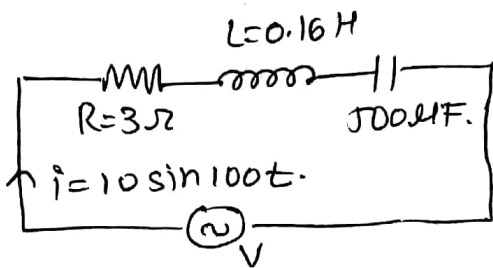 L=0.16 H
R=3Ω
500μF.
i=10 sin 100t.
V